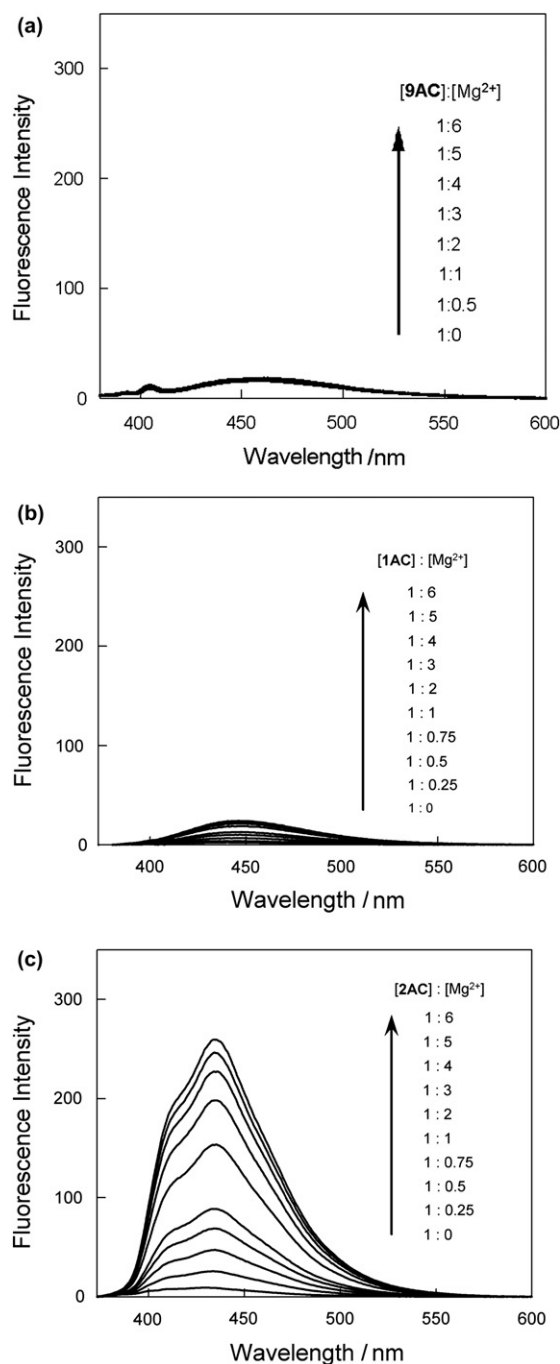 (a)
Fluorescence Intensity
300
200
100
0
[9AC]:[Mg²⁺]
1:6
1:5
1:4
1:3
1:2
1:1
1:0.5
1:0
400 450 500 550 600
Wavelength /nm
(b)
Fluorescence Intensity
300
200
100
0
[1AC] : [Mg²⁺]
1 : 6
1 : 5
1 : 4
1 : 3
1 : 2
1 : 1
1 : 0.75
1 : 0.5
1 : 0.25
1 : 0
400 450 500 550 600
Wavelength / nm
(c)
Fluorescence Intensity
300
200
100
0
[2AC] : [Mg²⁺]
1 : 6
1 : 5
1 : 4
1 : 3
1 : 2
1 : 1
1 : 0.75
1 : 0.5
1 : 0.25
1 : 0
400 450 500 550 600
Wavelength / nm